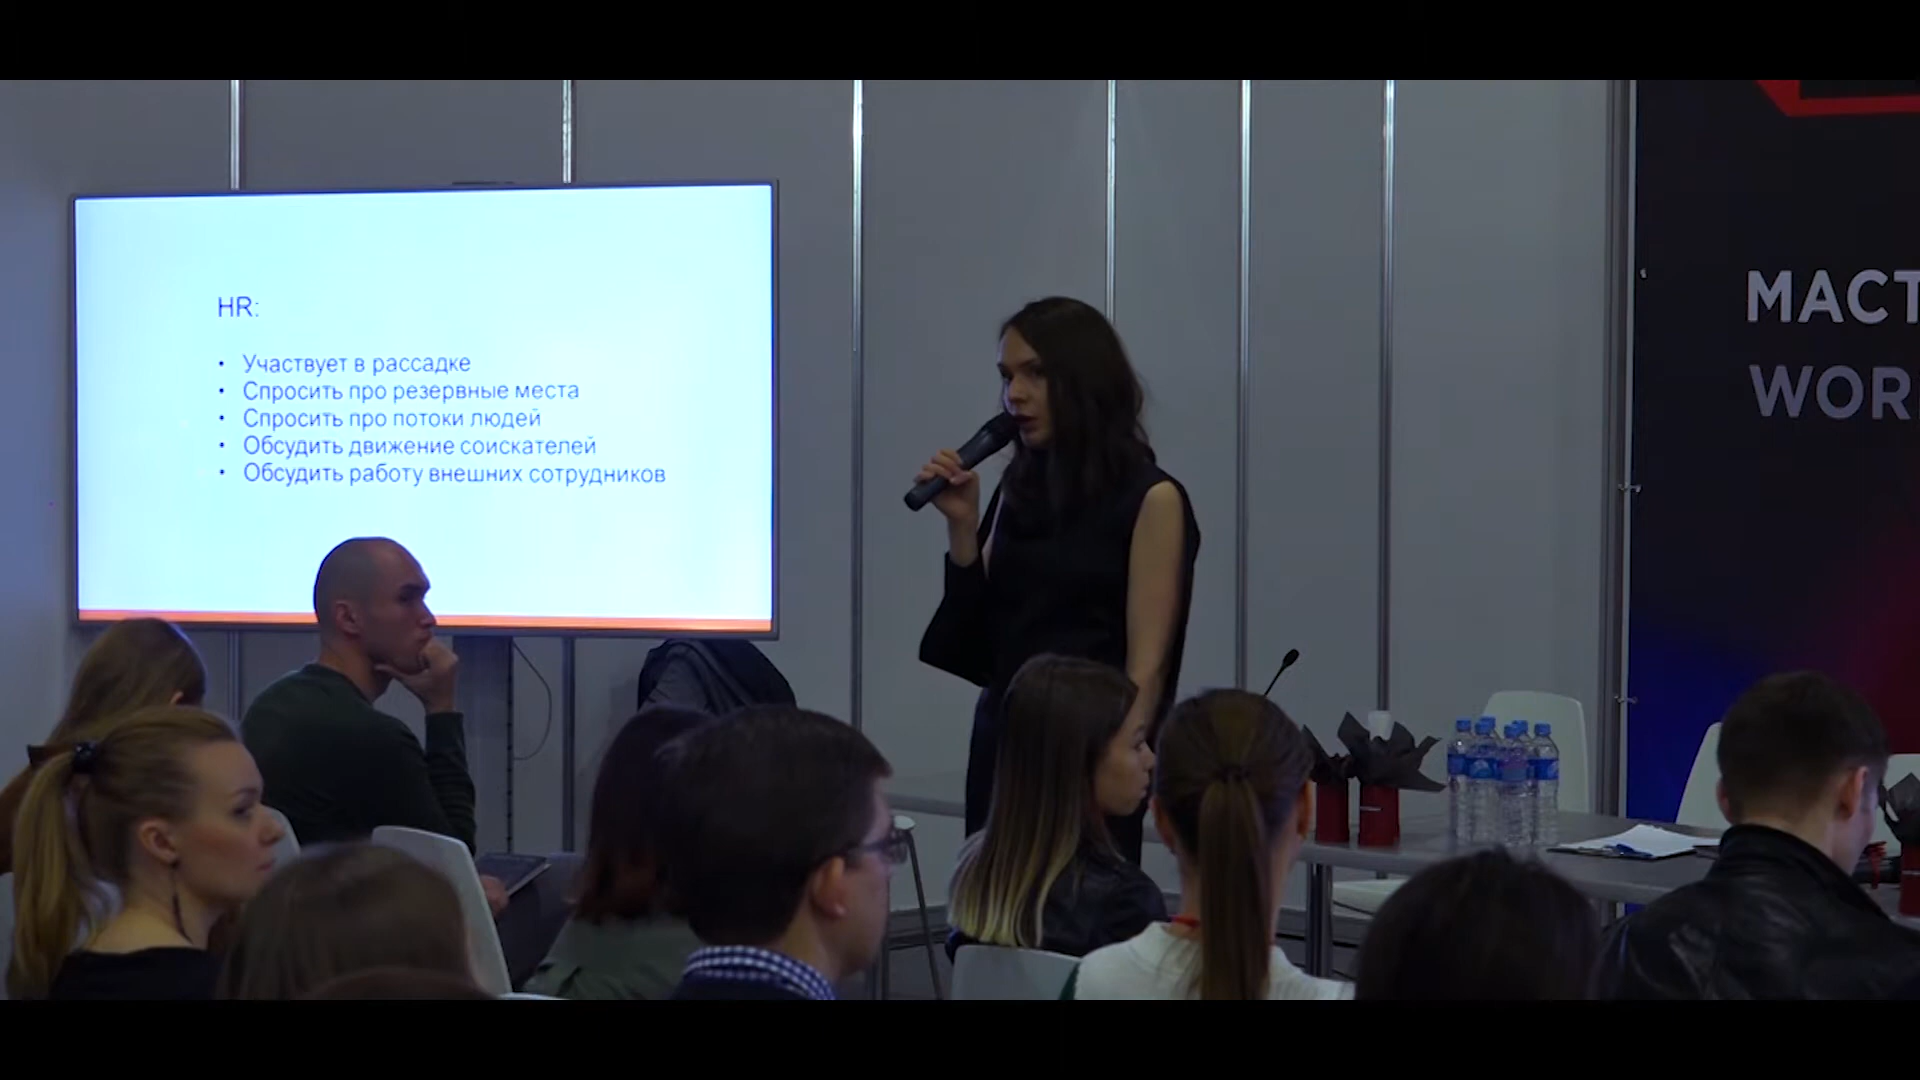 HR:
• Участвует в рассадке
• Спросить про резервные места
• Спросить про потоки людей
• Обсудить движение соискателей
• Обсудить работу внешних сотрудников
МАСТ
WOR